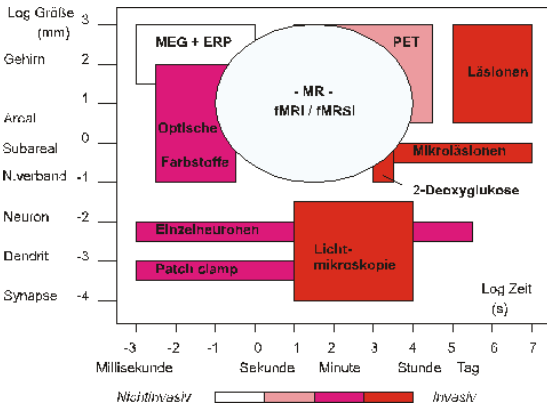 Log Größe
(mm)
3
MEG + ERP
PET
Gehirn
2
- MR -
fMRI / fMRSI
Läsionen
1
Areal
Optische
Farbstoffe
0
Subareal
Mikroläsionen
N.verband
-1
2-Deoxyglukose
Neuron
-2
Einzelneuronen
Licht-
mikroskopie
Dendrit
-3
Patch clamp
Synapse
-4
Log Zeit
(s)
-3 -2 -1 0 1 2 3 4 5 6 7
Millisekunde Sekunde Minute Stunde Tag
Nichtinvasiv Invasiv